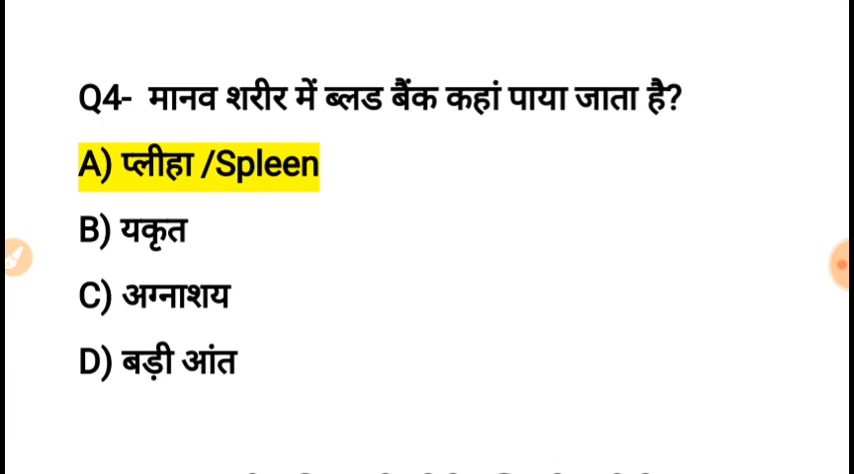 Q4- मानव शरीर में ब्लड बैंक कहां पाया जाता है?
A) प्लीहा /Spleen
B) यकृत
C) अग्नाशय
D) बड़ी आंत